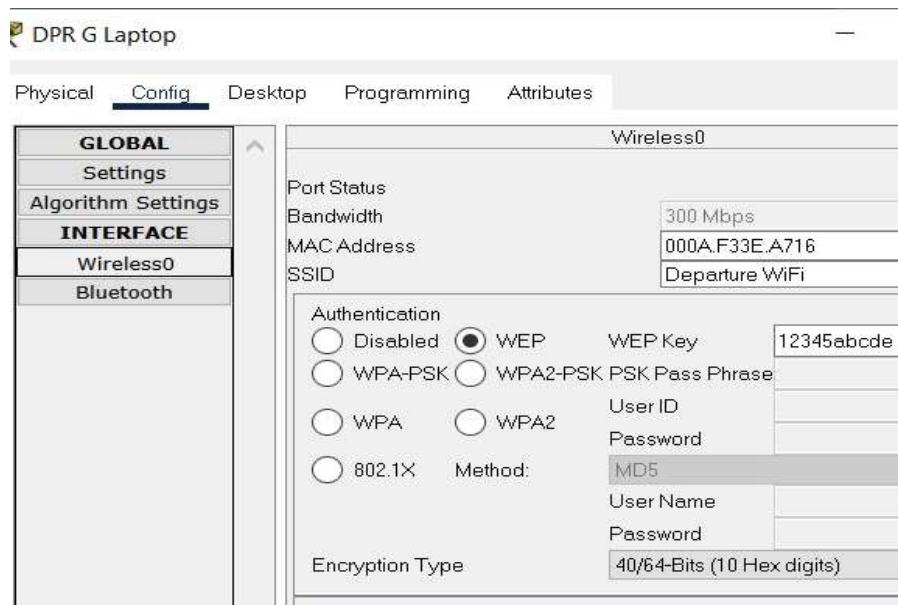 DPR G Laptop
Physical Config Desktop Programming Attributes
GLOBAL
Settings
Algorithm Settings
INTERFACE
Wireless0
Bluetooth
Wireless0
Port Status
Bandwidth 300 Mbps
MAC Address 000A.F33E.A716
SSID Departure WiFi
Authentication
Disabled WEP WEP Key 12345abcde
WPA-PSK WPA2-PSK PSK Pass Phrase
User ID
WPA WPA2
Password
802.1X Method: MD5
User Name
Password
Encryption Type 40/64-Bits (10 Hex digits)